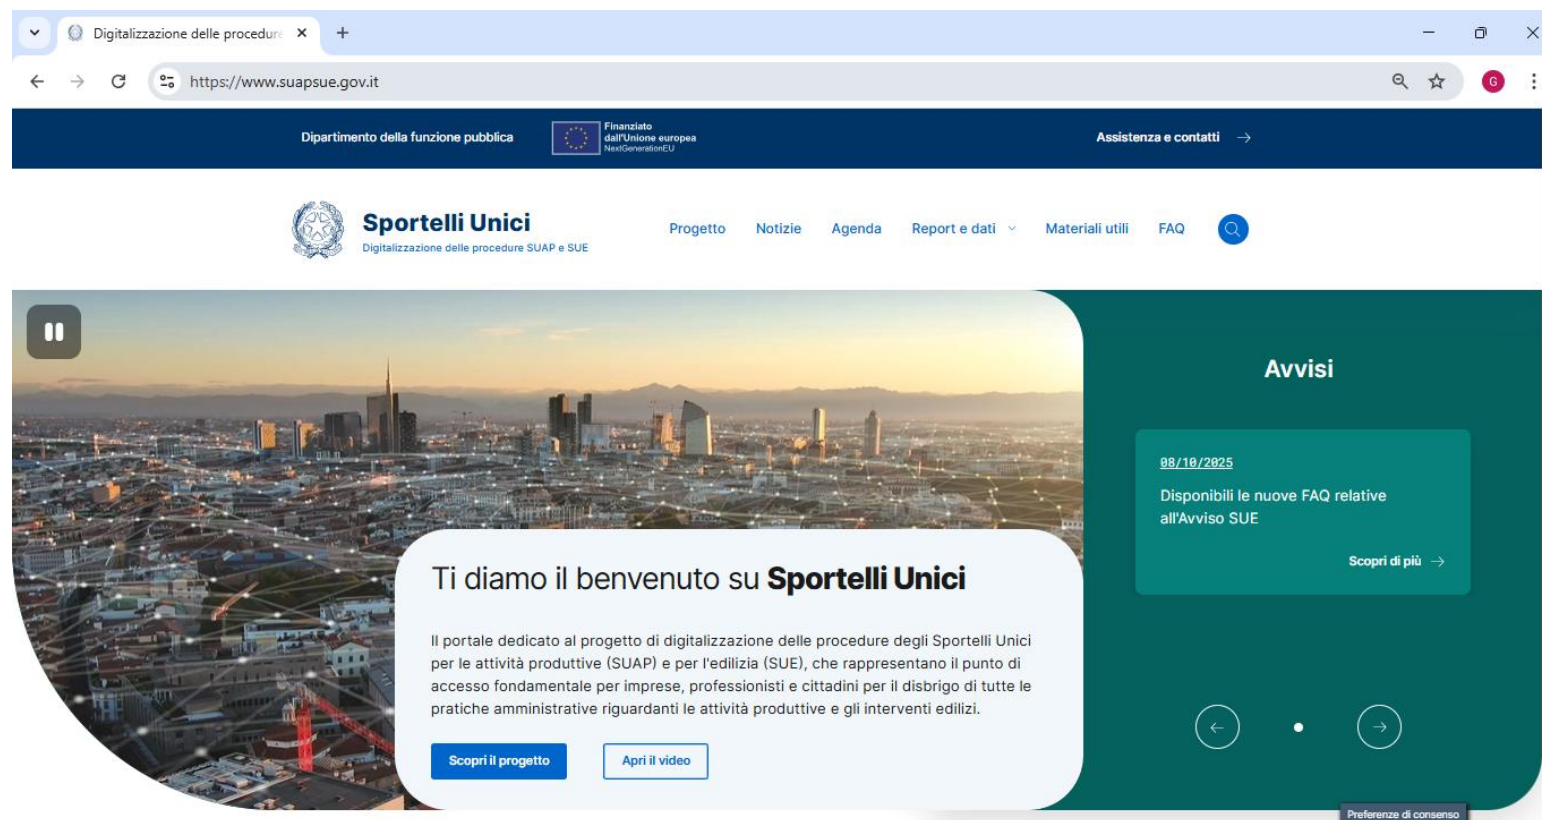 Digitalizzazione delle procedure
https://www.suapsue.gov.it
G
Dipartimento della funzione pubblica
Finanziato
dall'Unione europea
NextGenerationEU
Assistenza e contatti
Sportelli Unici
Digitalizzazione delle procedure SUAP e SUE
Progetto Notizie Agenda Report e dati Materiali utili FAQ
Avvisi
08/10/2025
Disponibili le nuove FAQ relative
all'Avviso SUE
Scopri di più →
Ti diamo il benvenuto su Sportelli Unici
Il portale dedicato al progetto di digitalizzazione delle procedure degli Sportelli Unici
per le attività produttive (SUAP) e per l'edilizia (SUE), che rappresentano il punto di
accesso fondamentale per imprese, professionisti e cittadini per il disbrigo di tutte le
pratiche amministrative riguardanti le attività produttive e gli interventi edilizi.
Scopri il progetto
Apri il video
Preferenze di consenso